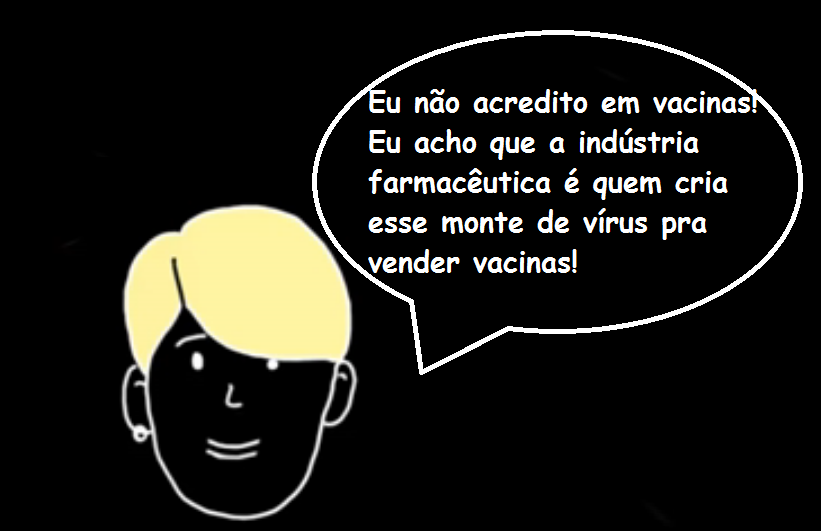 Eu não acredito em vacinas!
Eu acho que a indústria
farmacêutica é quem cria
esse monte de vírus pra
vender vacinas!